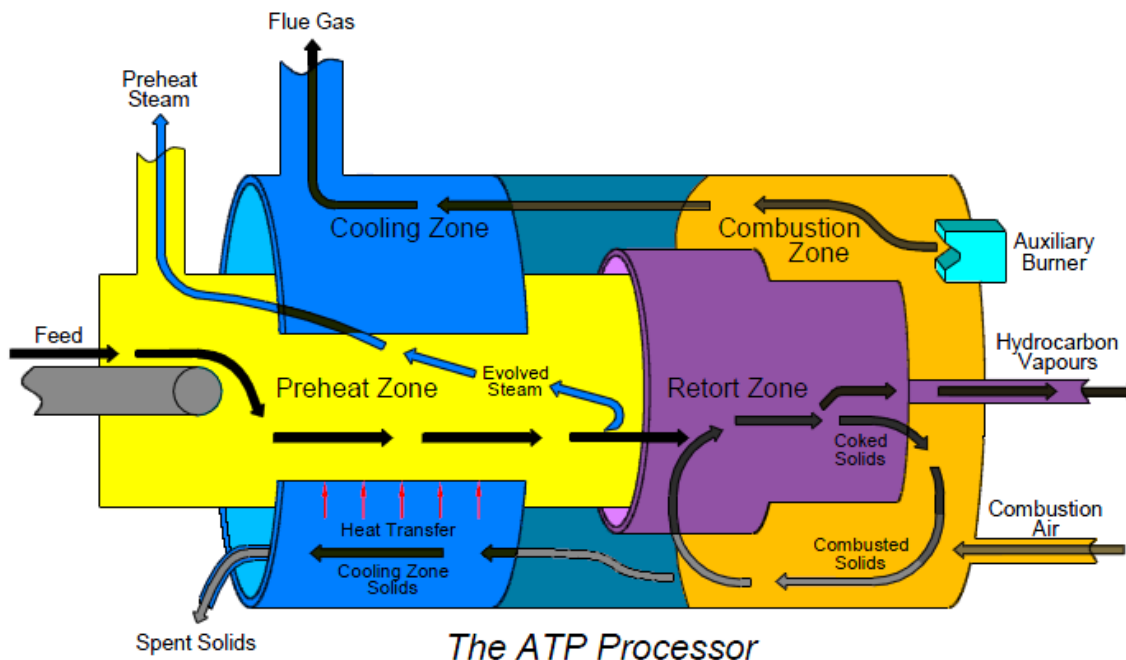 Flue Gas
Preheat
Steam
Cooling Zone
Combustion
Zone
Auxiliary
Burner
Feed
Preheat Zone
Evolved
Steam
Retort Zone
Hydrocarbon
Vapours
Coked
Solids
Heat Transfer
Cooling Zone
Solids
Combusted
Solids
Combustion
Air
Spent Solids
The ATP Processor